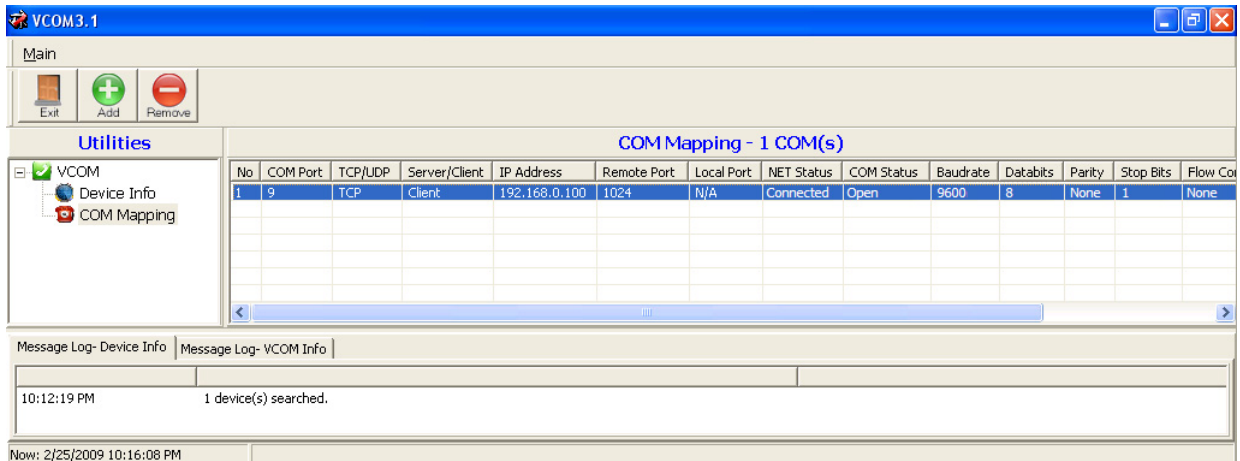 VCOM3.1
Main
Exit Add Remove
Utilities COM Mapping - 1 COM(s)
VCOM
Device Info
COM Mapping
No COM Port TCP/UDP Server/Client IP Address Remote Port Local Port NET Status COM Status Baudrate Databits Parity Stop Bits Flow Con
1 9 TCP Client 192.168.0.100 1024 N/A Connected Open 9600 8 None 1 None
Message Log- Device Info Message Log- VCOM Info
10:12:19 PM 1 device(s) searched.
Now: 2/25/2009 10:16:08 PM